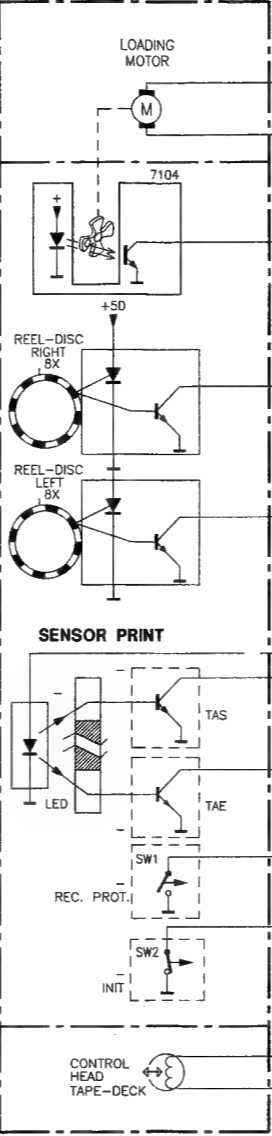 LOADING
MOTOR
M
7104
+
+5D
REEL-DISC
RIGHT
8X
REEL-DISC
LEFT
8X
SENSOR PRINT
TAS
LED
TAE
SW1
REC. PROT.
SW2
INIT
CONTROL
HEAD
TAPE-DECK